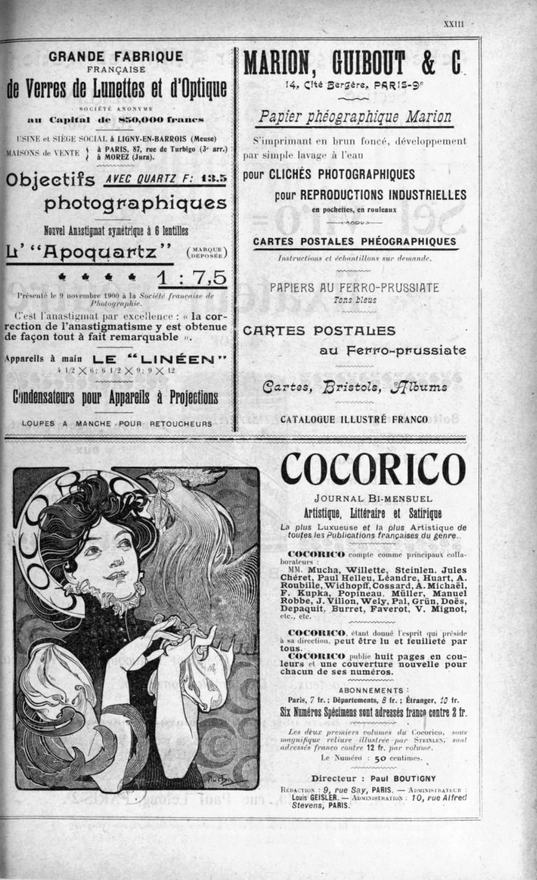 XXIII
GRANDE FABRIQUE
FRANÇAISE
de Verres de Lunettes et d'Optique
SOCIÉTÉ ANONYME
au Capital de 850,000 francs
USINE et SIÈGE SOCIAL à LIGNY-EN-BARROIS (Meuse)
MAISONS de VENTE { à PARIS, 87, rue de Turbigo (3e arr.)
à MOREZ (Jura).
Objectifs AVEC QUARTZ F: 13.5
photographiques
Nouvel Anastigmat symétrique à 6 lentilles
L' "Apoquartz" (MARQUE DÉPOSÉE)
1 : 7,5
Présenté le 9 novembre 1900 à la Société française de
Photographie.
C'est l'anastigmat par excellence : « la cor-
rection de l'anastigmatisme y est obtenue
de façon tout à fait remarquable ».
Appareils à main LE "LINÉEN"
4 1/2 × 6; 6 1/2 × 9; 9 × 12
Condensateurs pour Appareils à Projections
LOUPES A MANCHE POUR RETOUCHEURS
MARION, GUIBOUT & C
14, Cité Bergère, PARIS-9e
Papier phéographique Marion
S'imprimant en brun foncé, développement
par simple lavage à l'eau
pour CLICHÉS PHOTOGRAPHIQUES
pour REPRODUCTIONS INDUSTRIELLES
en pochettes, en rouleaux
CARTES POSTALES PHÉOGRAPHIQUES
Instructions et échantillons sur demande.
PAPIERS AU FERRO-PRUSSIATE
Tons bleus
CARTES POSTALES
au Ferro-prussiate
Cartes, Bristols, Albums
CATALOGUE ILLUSTRÉ FRANCO
COCORICO
JOURNAL BI-MENSUEL
Artistique, Littéraire et Satirique
La plus Luxueuse et la plus Artistique de
toutes les Publications françaises du genre.
COCORICO compte comme principaux colla-
borateurs :
MM. Mucha, Willette, Steinlen, Jules
Chéret, Paul Helleu, Léandre, Huart, A.
Roubille, Widhopff, Cossard, A. Michaël,
F. Kupka, Popineau, Müller, Manuel
Robbe, J. Villon, Wely, Pal, Grün, Doës,
Depaquit, Burret, Faverot, V. Mignot,
etc., etc.
COCORICO, étant donné l'esprit qui préside
à sa direction, peut être lu et feuilleté par
tous.
COCORICO publie huit pages en cou-
leurs et une couverture nouvelle pour
chacun de ses numéros.
ABONNEMENTS :
Paris, 7 fr. ; Départements, 8 fr. ; Étranger, 10 fr.
Six Numéros Spécimens sont adressés franco contre 2 fr.
Les deux premiers volumes du Cocorico, sous
magnifique reliure illustrée par STEINLEN, sont
adressés franco contre 12 fr. par volume.
Le Numéro : 50 centimes.
Directeur : Paul BOUTIGNY
RÉDACTION : 9, rue Say, PARIS. — ADMINISTRATEUR :
Louis GEISLER. — ADMINISTRATION : 10, rue Alfred
Stevens, PARIS.